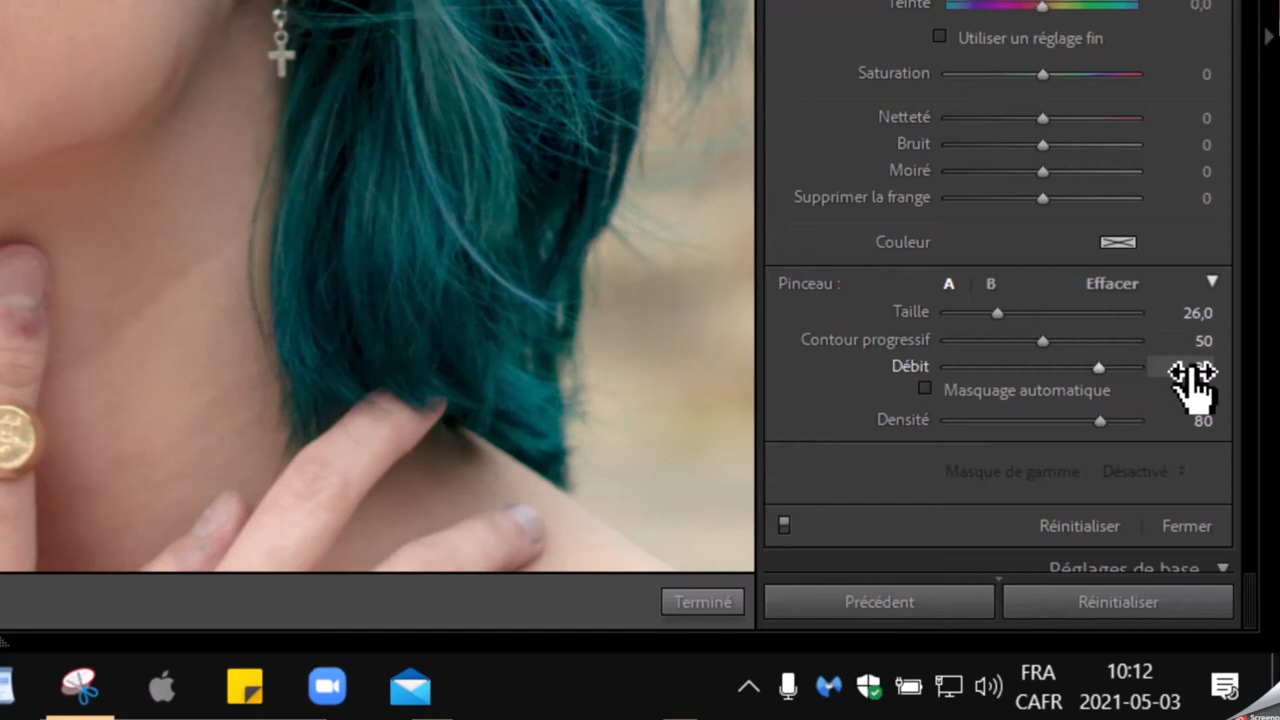 Teinte 0,0
Utiliser un réglage fin
Saturation 0
Netteté 0
Bruit 0
Moiré 0
Supprimer la frange 0
Couleur
Pinceau : A B Effacer
Taille 26,0
Contour progressif 50
Débit
Masquage automatique
Densité 80
Masque de gamme : Désactivé
Réinitialiser Fermer
Réglages de base
Terminé Précédent Réinitialiser
FRA 10:12
CAFR 2021-05-03